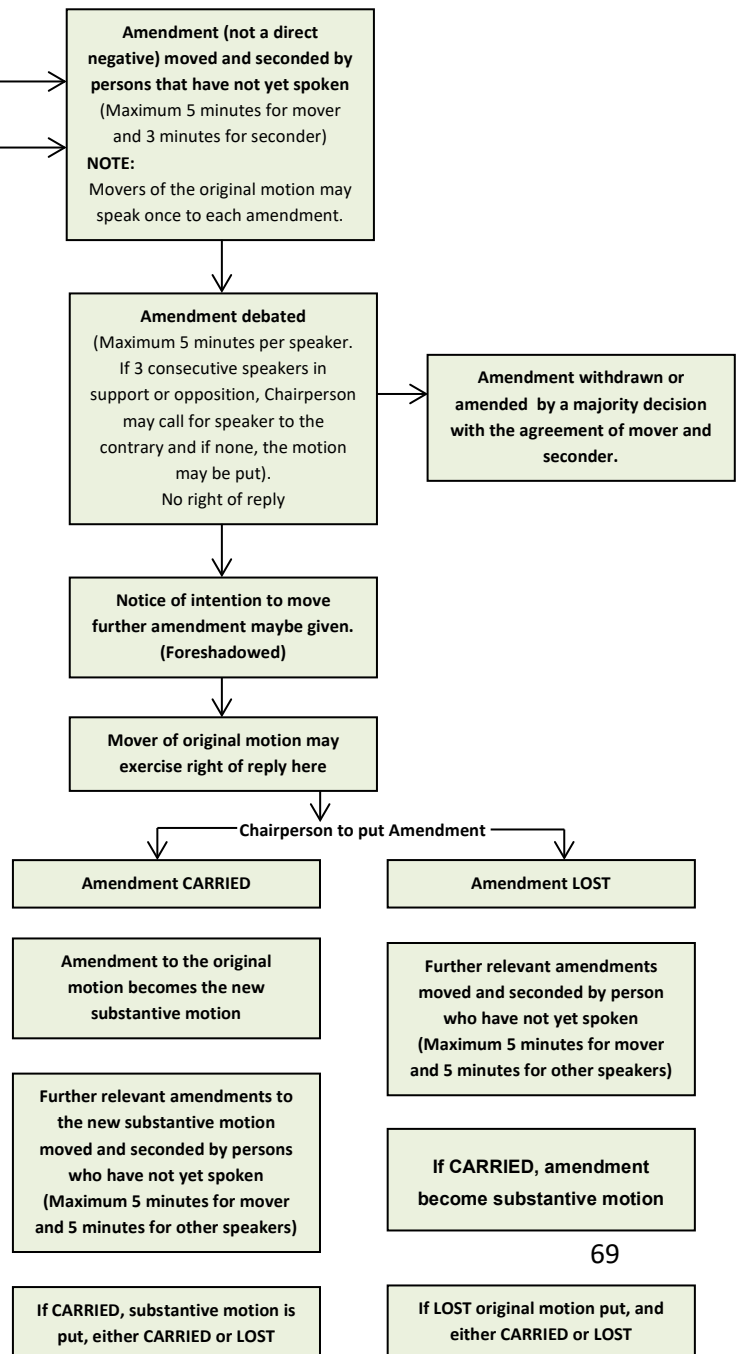 Amendment (not a direct
negative) moved and seconded by
persons that have not yet spoken
(Maximum 5 minutes for mover
and 3 minutes for seconder)
NOTE:
Movers of the original motion may
speak once to each amendment.
Amendment debated
(Maximum 5 minutes per speaker.
If 3 consecutive speakers in
support or opposition, Chairperson
may call for speaker to the
contrary and if none, the motion
may be put).
No right of reply
Amendment withdrawn or
amended by a majority decision
with the agreement of mover and
seconder.
Notice of intention to move
further amendment maybe given.
(Foreshadowed)
Mover of original motion may
exercise right of reply here
Chairperson to put Amendment
Amendment CARRIED
Amendment to the original
motion becomes the new
substantive motion
Further relevant amendments to
the new substantive motion
moved and seconded by persons
who have not yet spoken
(Maximum 5 minutes for mover
and 5 minutes for other speakers)
If CARRIED, substantive motion is
put, either CARRIED or LOST
Amendment LOST
Further relevant amendments
moved and seconded by person
who have not yet spoken
(Maximum 5 minutes for mover
and 5 minutes for other speakers)
If CARRIED, amendment
become substantive motion
69
If LOST original motion put, and
either CARRIED or LOST